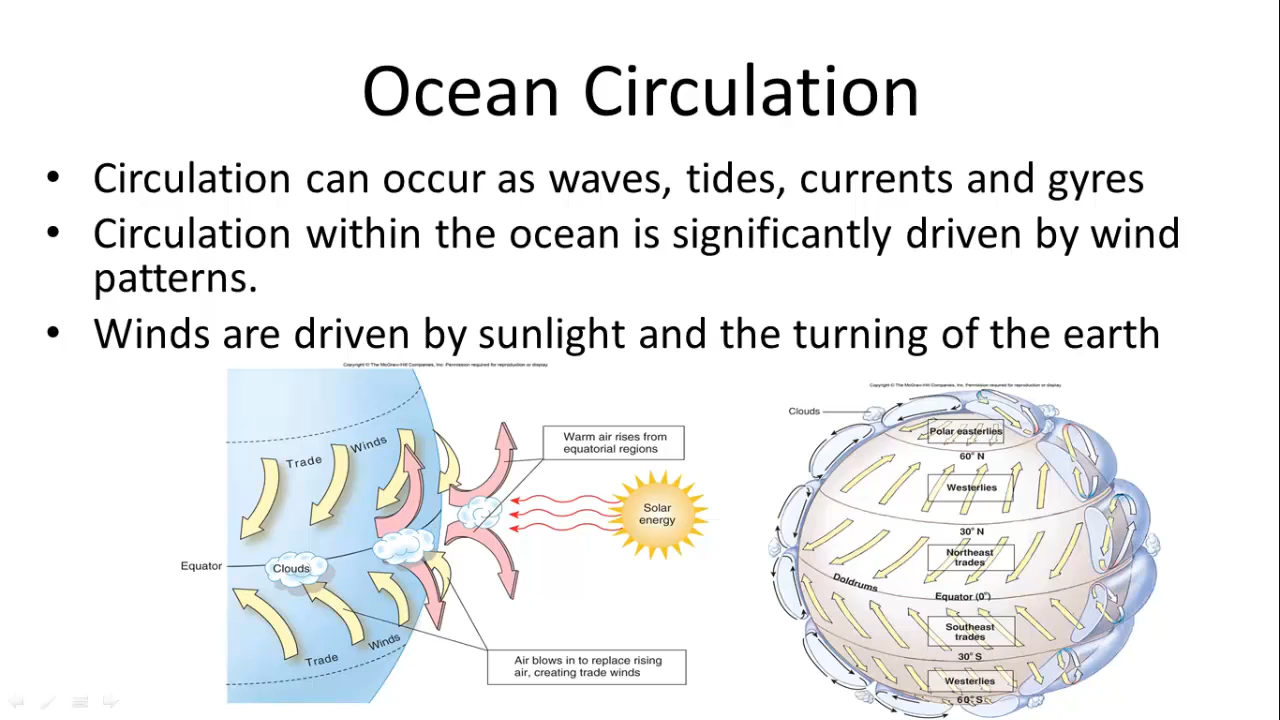 Ocean Circulation
• Circulation can occur as waves, tides, currents and gyres
• Circulation within the ocean is significantly driven by wind
patterns.
• Winds are driven by sunlight and the turning of the earth
Copyright © The McGraw-Hill Companies, Inc. Permission required for reproduction or display.
Trade Winds
Warm air rises from
equatorial regions
Solar
energy
Equator
Clouds
Trade Winds
Air blows in to replace rising
air, creating trade winds
Copyright © The McGraw-Hill Companies, Inc. Permission required for reproduction or display.
Clouds
Polar easterlies
60° N
Westerlies
30° N
Northeast
trades
Doldrums
Equator (0°)
Southeast
trades
30° S
Westerlies
60° S